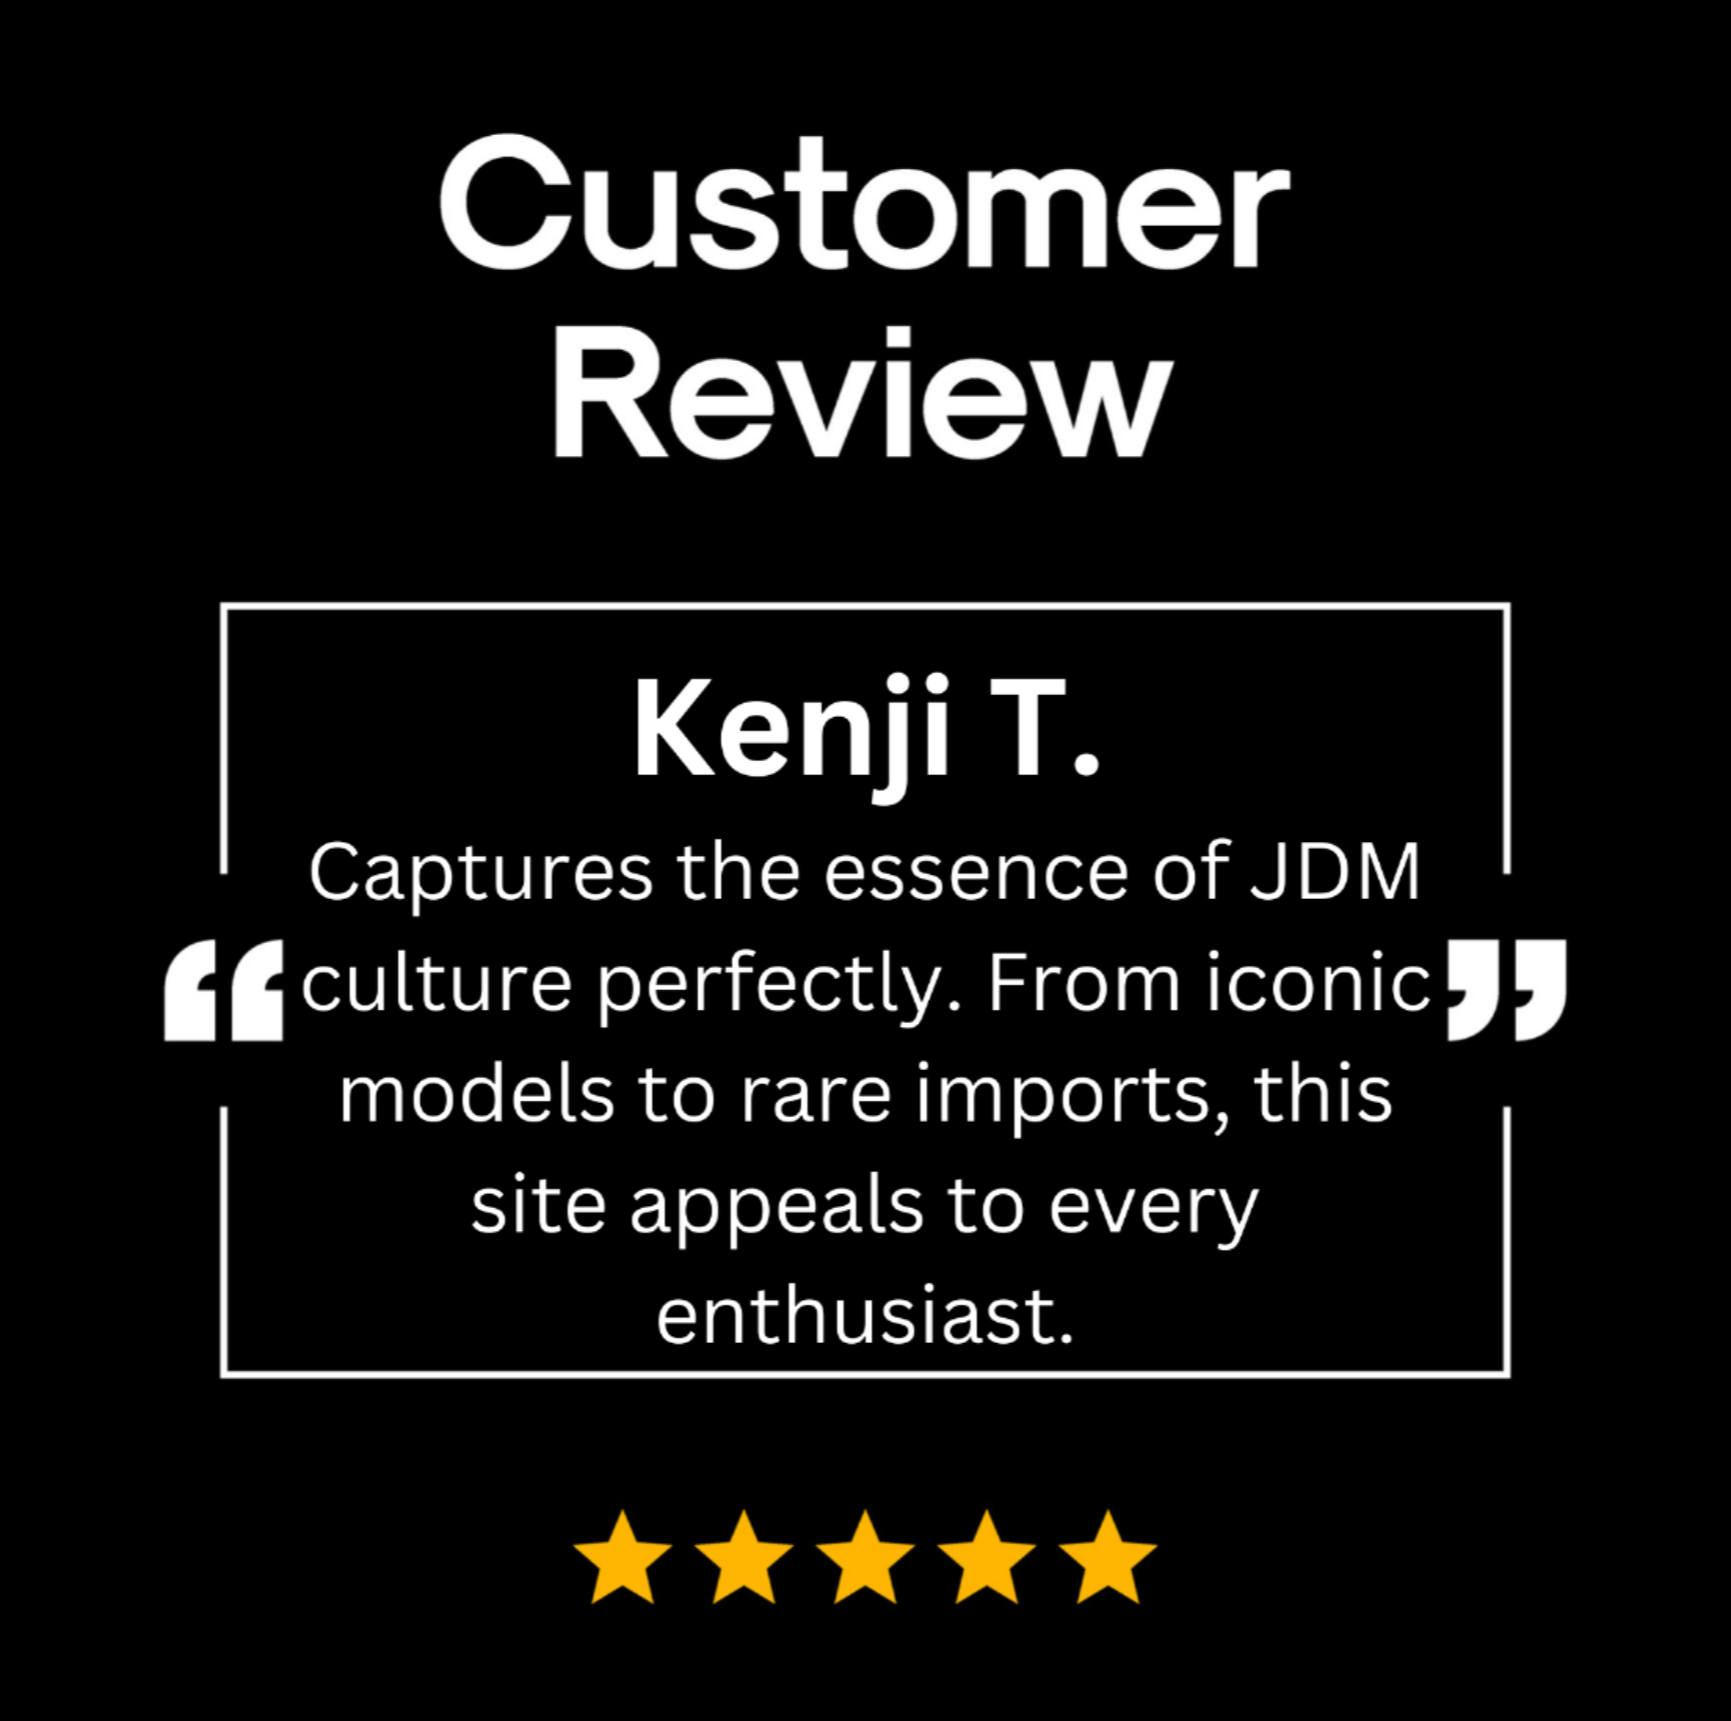 Customer
Review
Kenji T.
Captures the essence of JDM
“culture perfectly. From iconic”
models to rare imports, this
site appeals to every
enthusiast.